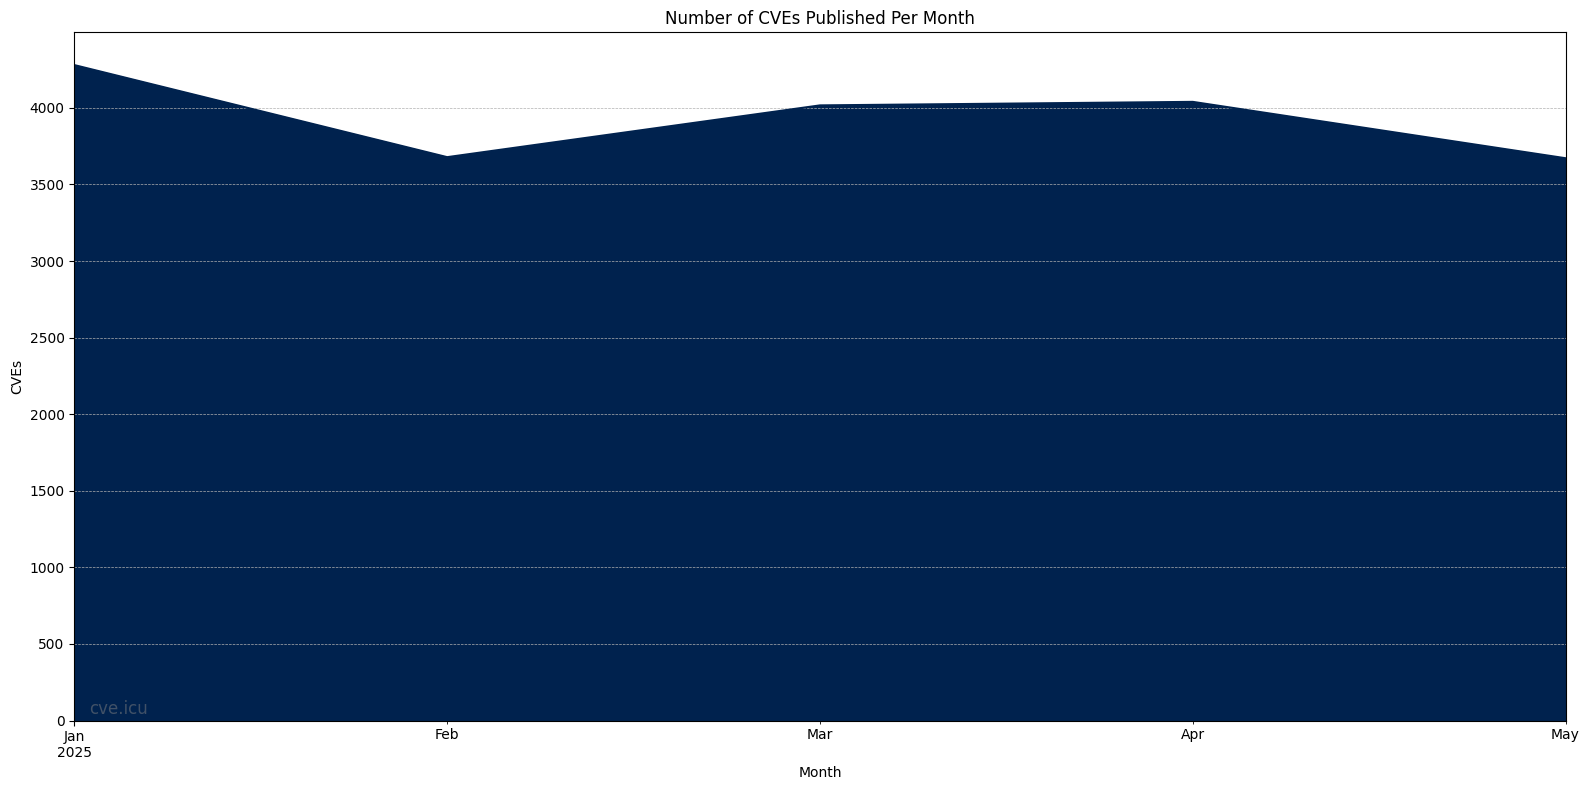 Number of CVEs Published Per Month
CVEs
4000
3500
3000
2500
2000
1500
1000
500
0
cve.icu
Jan
2025
Feb
Mar
Apr
May
Month